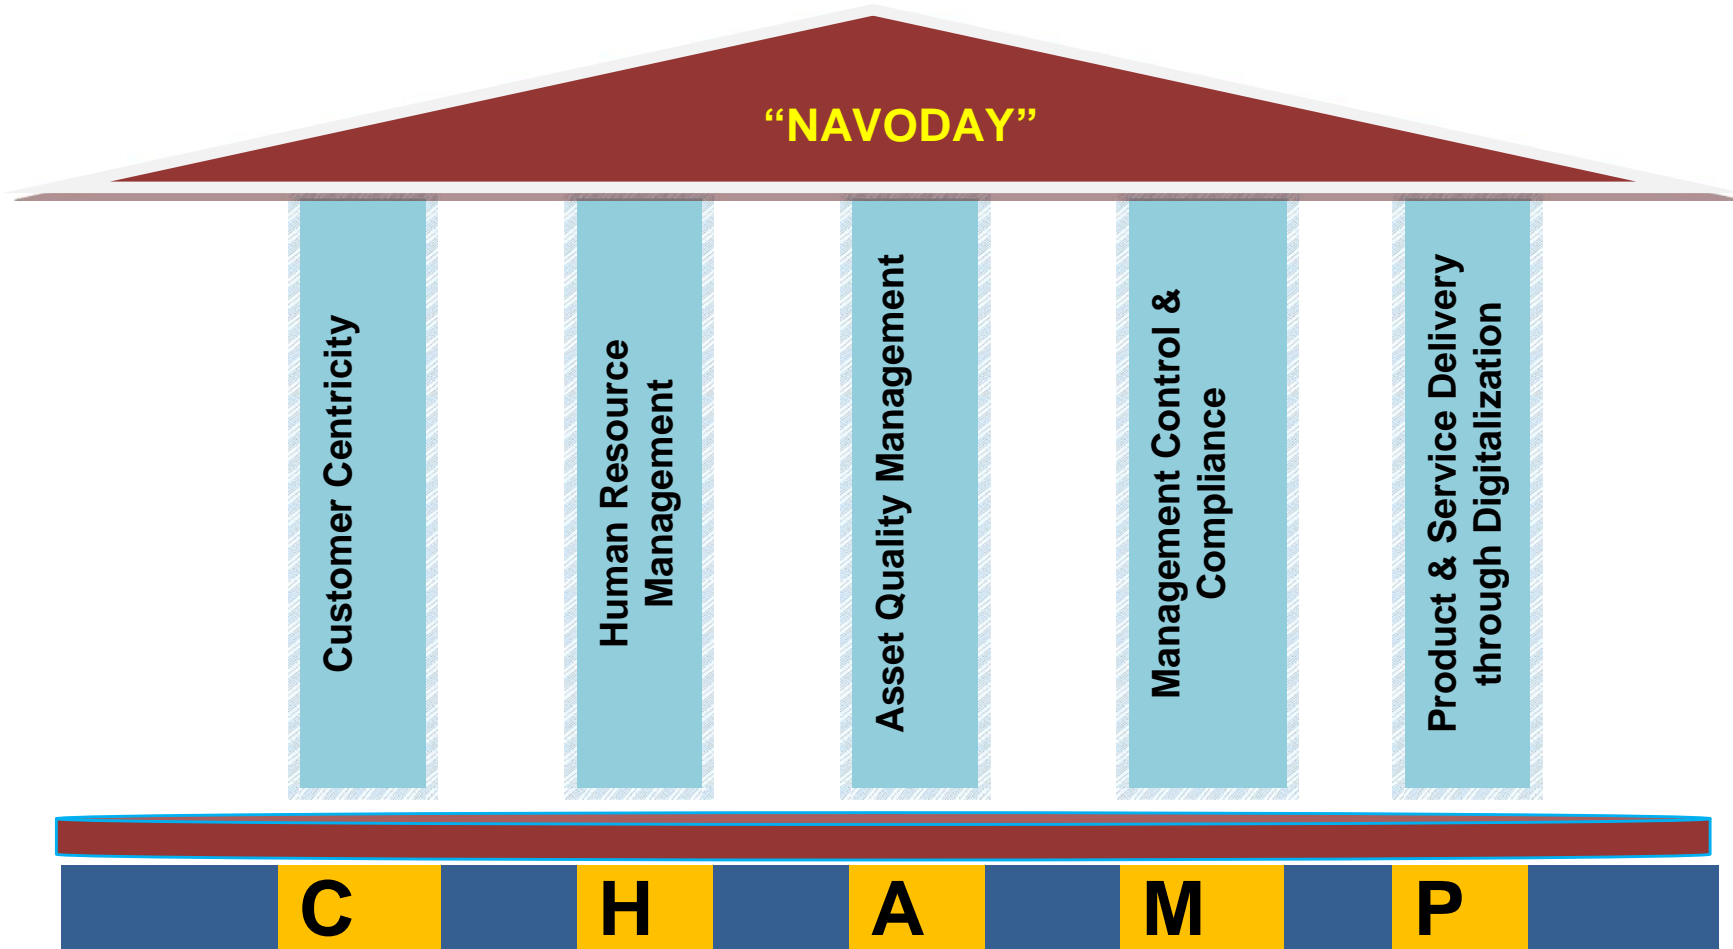 “NAVODAY”
Customer Centricity
Human Resource
Management
Asset Quality Management
Management Control &
Compliance
Product & Service Delivery
through Digitalization
C H A M P